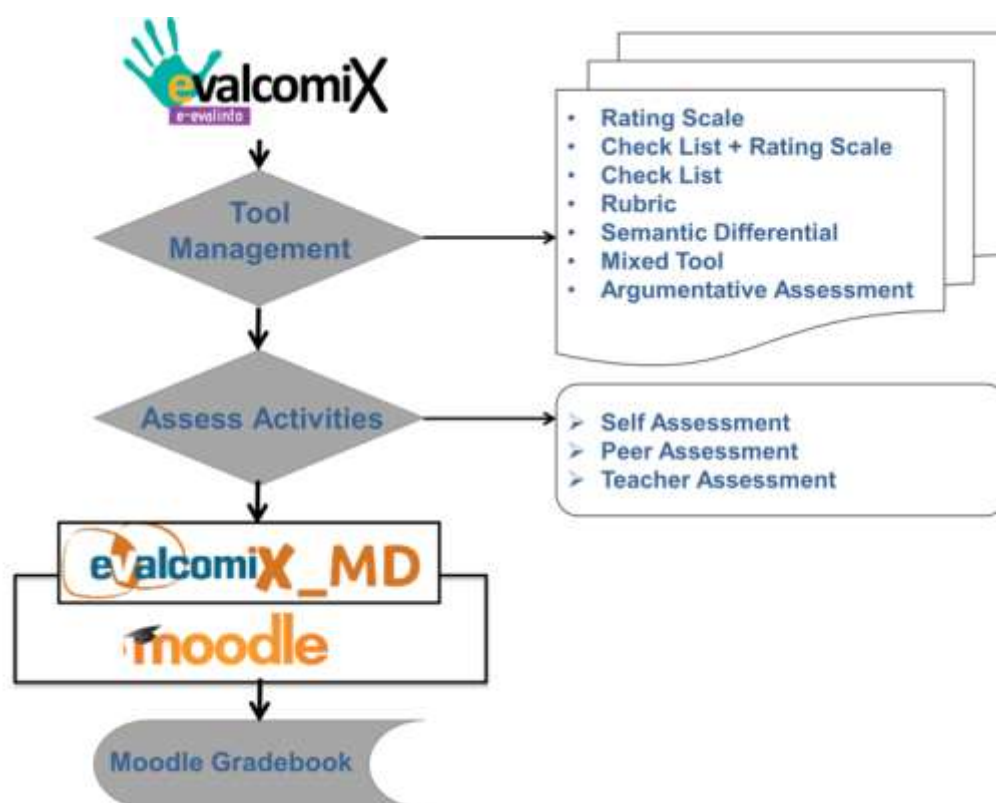 evalcomiX
e-evalinfo
Tool
Management
• Rating Scale
• Check List + Rating Scale
• Check List
• Rubric
• Semantic Differential
• Mixed Tool
• Argumentative Assessment
Assess Activities
➢ Self Assessment
➢ Peer Assessment
➢ Teacher Assessment
evalcomiX_MD
moodle
Moodle Gradebook